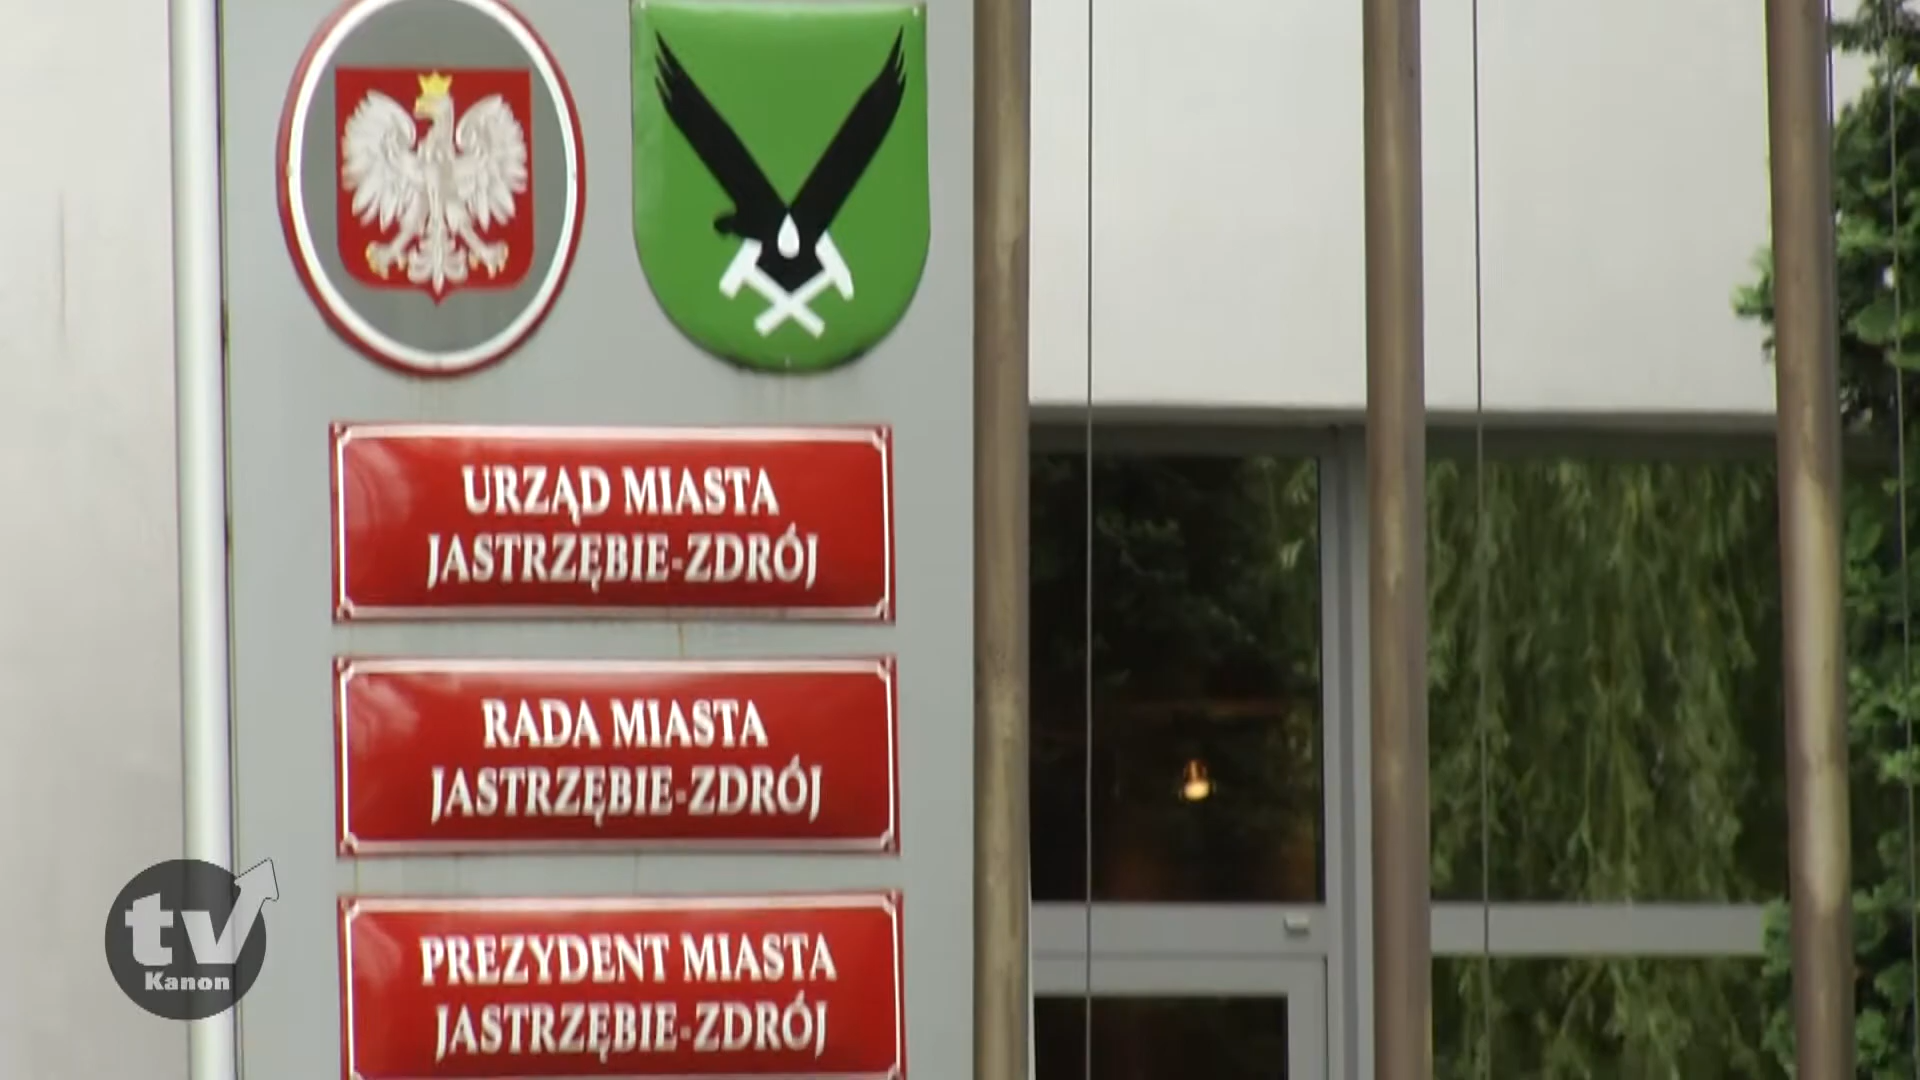 URZĄD MIASTA
JASTRZĘBIE-ZDRÓJ
RADA MIASTA
JASTRZĘBIE-ZDRÓJ
PREZYDENT MIASTA
JASTRZĘBIE-ZDRÓJ
tv
Kanon